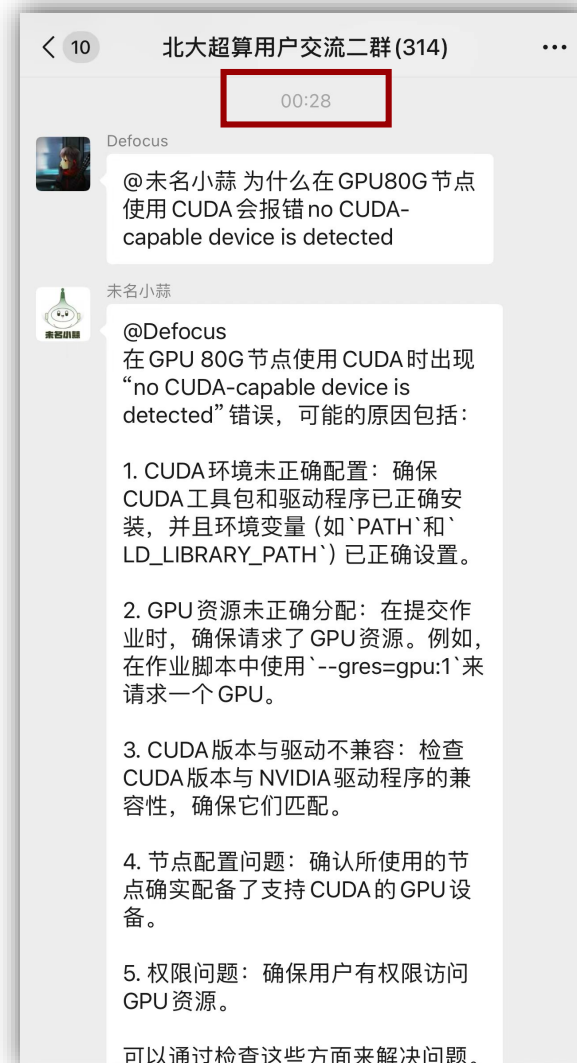 10
北大超算用户交流二群(314)
00:28
Defocus
@未名小蒜 为什么在GPU80G节点
使用CUDA会报错no CUDA-
capable device is detected
未名小蒜
未名小蒜
@Defocus
在GPU 80G节点使用CUDA时出现
“no CUDA-capable device is
detected”错误，可能的原因包括：
1. CUDA环境未正确配置：确保
CUDA工具包和驱动程序已正确安
装，并且环境变量（如`PATH`和`
LD_LIBRARY_PATH`）已正确设置。
2. GPU资源未正确分配：在提交作
业时，确保请求了GPU资源。例如，
在作业脚本中使用`--gres=gpu:1`来
请求一个GPU。
3. CUDA版本与驱动不兼容：检查
CUDA版本与NVIDIA驱动程序的兼
容性，确保它们匹配。
4. 节点配置问题：确认所使用的节
点确实配备了支持CUDA的GPU设
备。
5. 权限问题：确保用户有权限访问
GPU资源。
可以通过检查这些方面来解决问题。